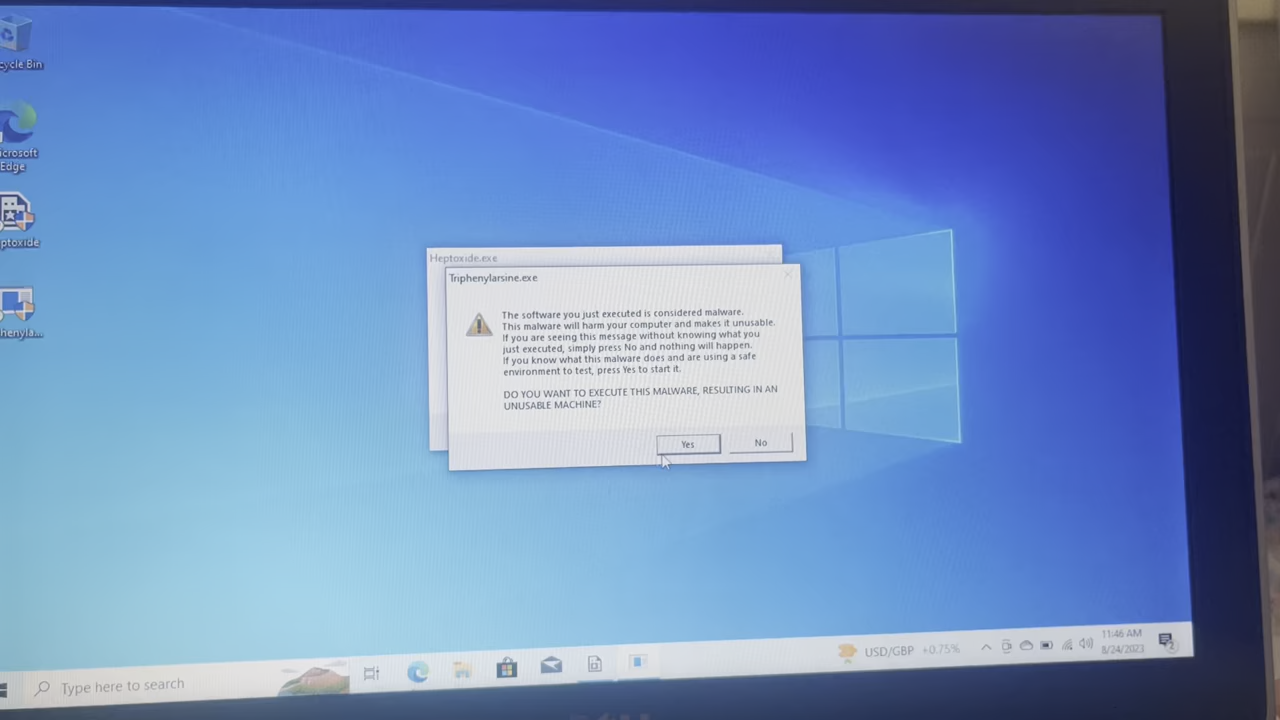 cycle Bin
icrosoft
Edge
ptoxide
henyla...
Heptoxide.exe
Triphenylarsine.exe
The software you just executed is considered malware.
This malware will harm your computer and makes it unusable.
If you are seeing this message without knowing what you
just executed, simply press No and nothing will happen.
If you know what this malware does and are using a safe
environment to test, press Yes to start it.
DO YOU WANT TO EXECUTE THIS MALWARE, RESULTING IN AN
UNUSABLE MACHINE?
Yes No
Type here to search
USD/GBP +0.75%
11:46 AM
8/24/2023
2